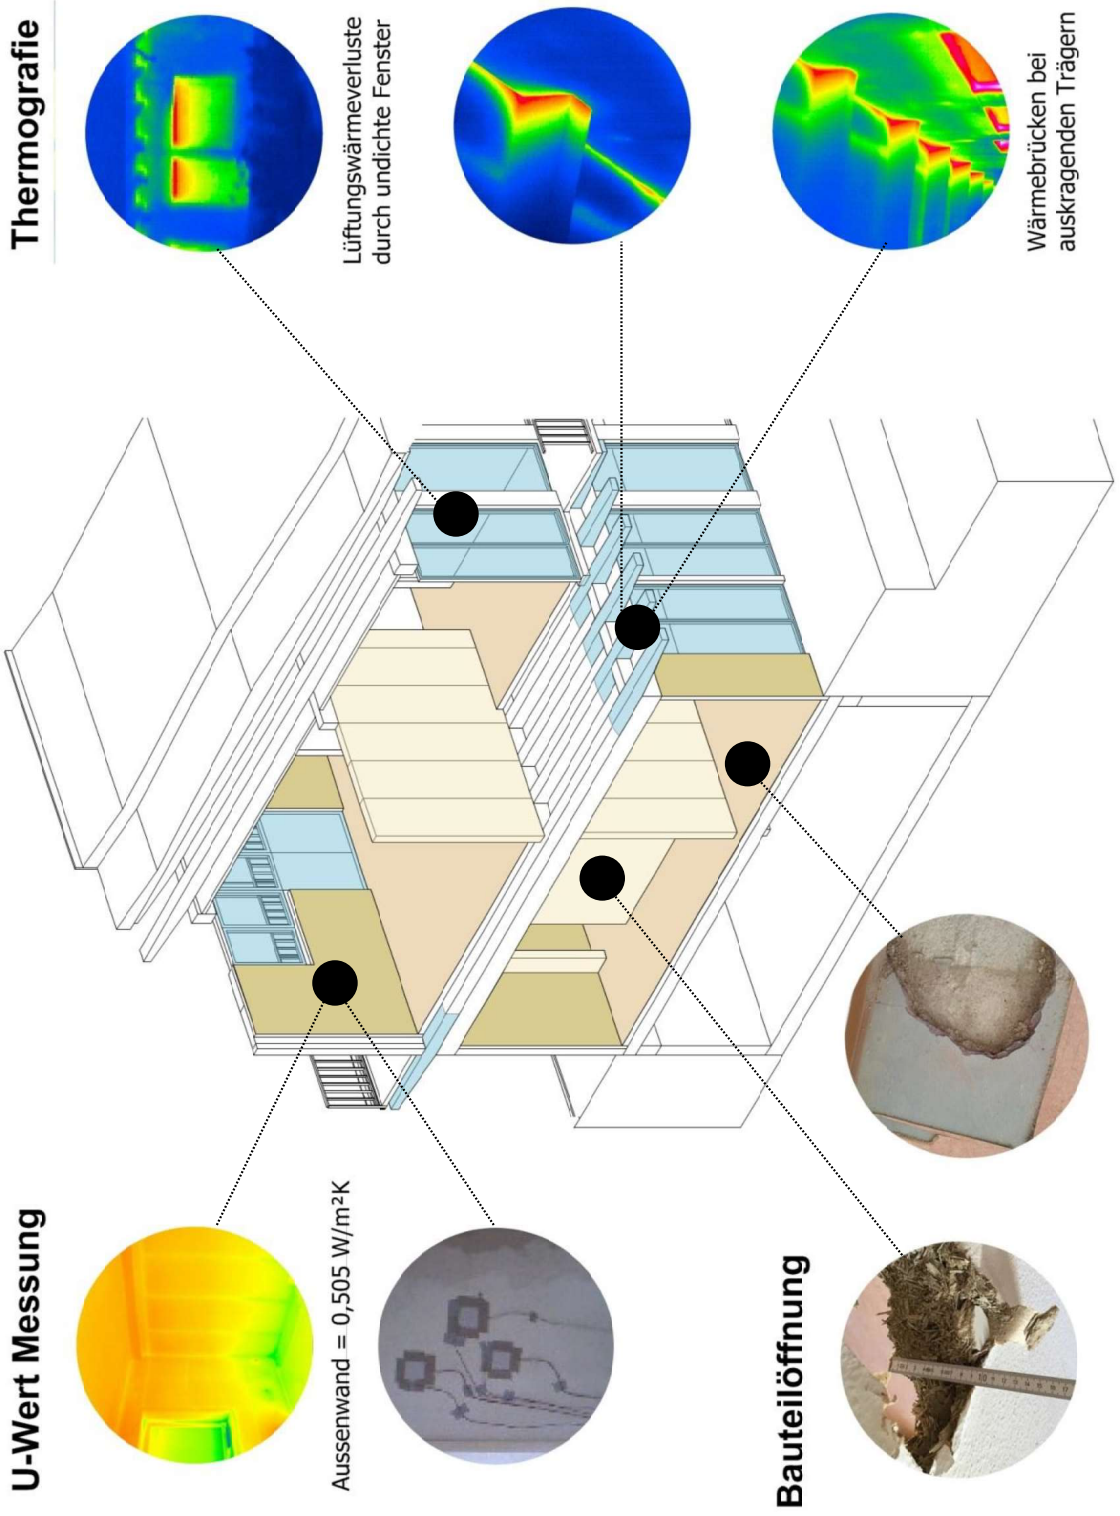 U-Wert Messung
Aussenwand = 0,505 W/m²K
Bauteilöffnung
Thermografie
Lüftungswärmeverluste
durch undichte Fenster
Wärmebrücken bei
auskragenden Trägern